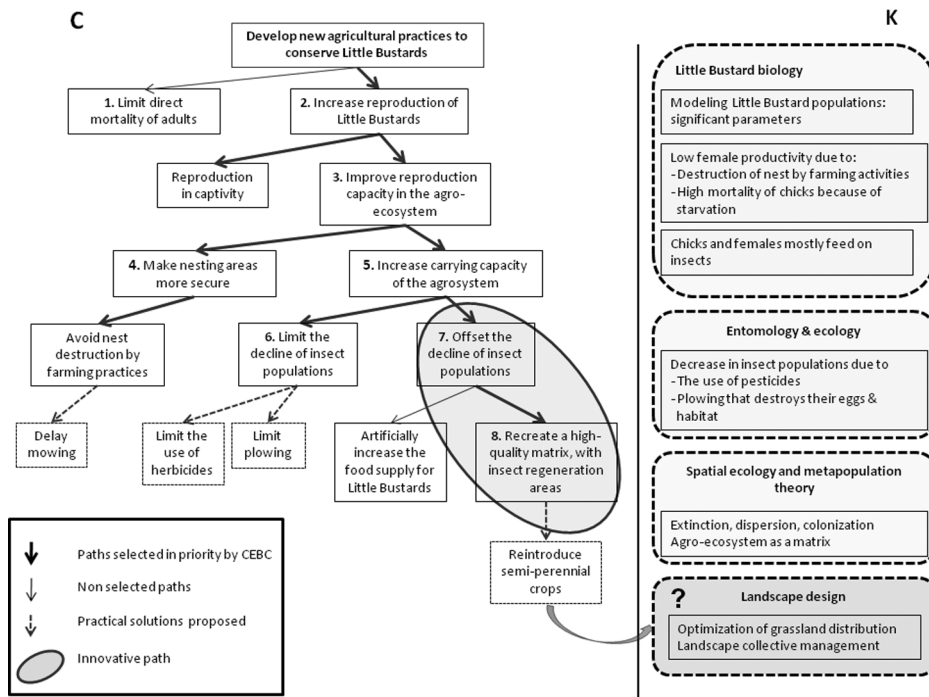 C
K
Develop new agricultural practices to
conserve Little Bustards
1. Limit direct
mortality of adults
2. Increase reproduction of
Little Bustards
Reproduction
in captivity
3. Improve reproduction
capacity in the agro-
ecosystem
4. Make nesting areas
more secure
5. Increase carrying capacity
of the agrosystem
Avoid nest
destruction by
farming practices
6. Limit the
decline of insect
populations
7. Offset the
decline of insect
populations
Delay
mowing
Limit the
use of
herbicides
Limit
plowing
Artificially
increase the
food supply for
Little Bustards
8. Recreate a high-
quality matrix, with
insect regeneration
areas
Reintroduce
semi-perennial
crops
Paths selected in priority by CEBC
Non selected paths
Practical solutions proposed
Innovative path
Little Bustard biology
Modeling Little Bustard populations:
significant parameters
Low female productivity due to:
-Destruction of nest by farming activities
-High mortality of chicks because of
starvation
Chicks and females mostly feed on
insects
Entomology & ecology
Decrease in insect populations due to
-The use of pesticides
-Plowing that destroys their eggs &
habitat
Spatial ecology and metapopulation
theory
Extinction, dispersion, colonization
Agro-ecosystem as a matrix
? Landscape design
Optimization of grassland distribution
Landscape collective management